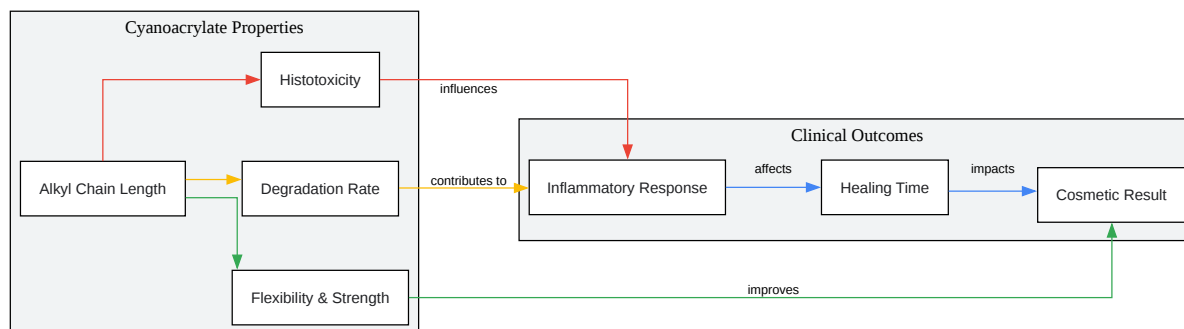 Cyanoacrylate Properties
Histotoxicity
influences
Clinical Outcomes
Alkyl Chain Length
Degradation Rate
contributes to
Inflammatory Response
affects
Healing Time
impacts
Cosmetic Result
Flexibility & Strength
improves